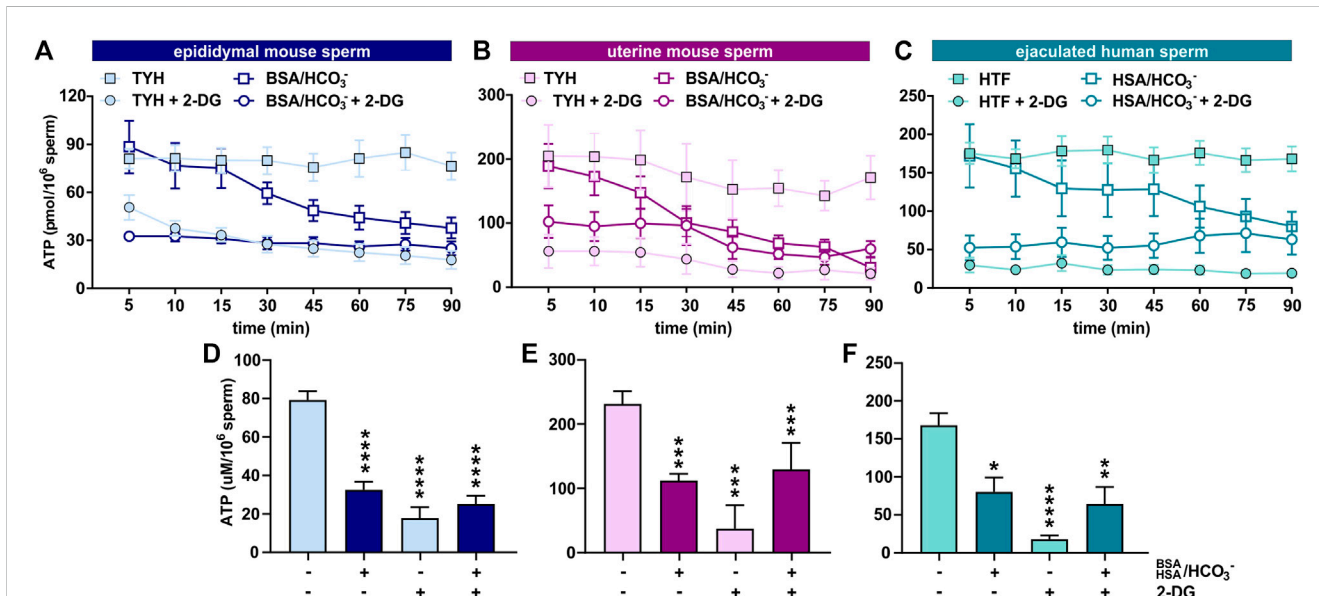 A epididymal mouse sperm
TYH BSA/HCO₃⁻
TYH + 2-DG BSA/HCO₃⁻ + 2-DG
ATP (pmol/10⁶ sperm)
120
90
60
30
0
5 10 15 30 45 60 75 90
time (min)
B uterine mouse sperm
TYH BSA/HCO₃⁻
TYH + 2-DG BSA/HCO₃⁻ + 2-DG
300
200
100
0
5 10 15 30 45 60 75 90
time (min)
C ejaculated human sperm
HTF HSA/HCO₃⁻
HTF + 2-DG HSA/HCO₃⁻ + 2-DG
250
200
150
100
50
0
5 10 15 30 45 60 75 90
time (min)
D
ATP (uM/10⁶ sperm)
100
80
60
40
20
0
**** **** ****
- + - +
- - + +
E
300
200
100
0
*** *** ***
- + - +
- - + +
F
250
200
150
100
50
0
* **** **
- + - + BSA HSA/HCO₃⁻
- - + + 2-DG